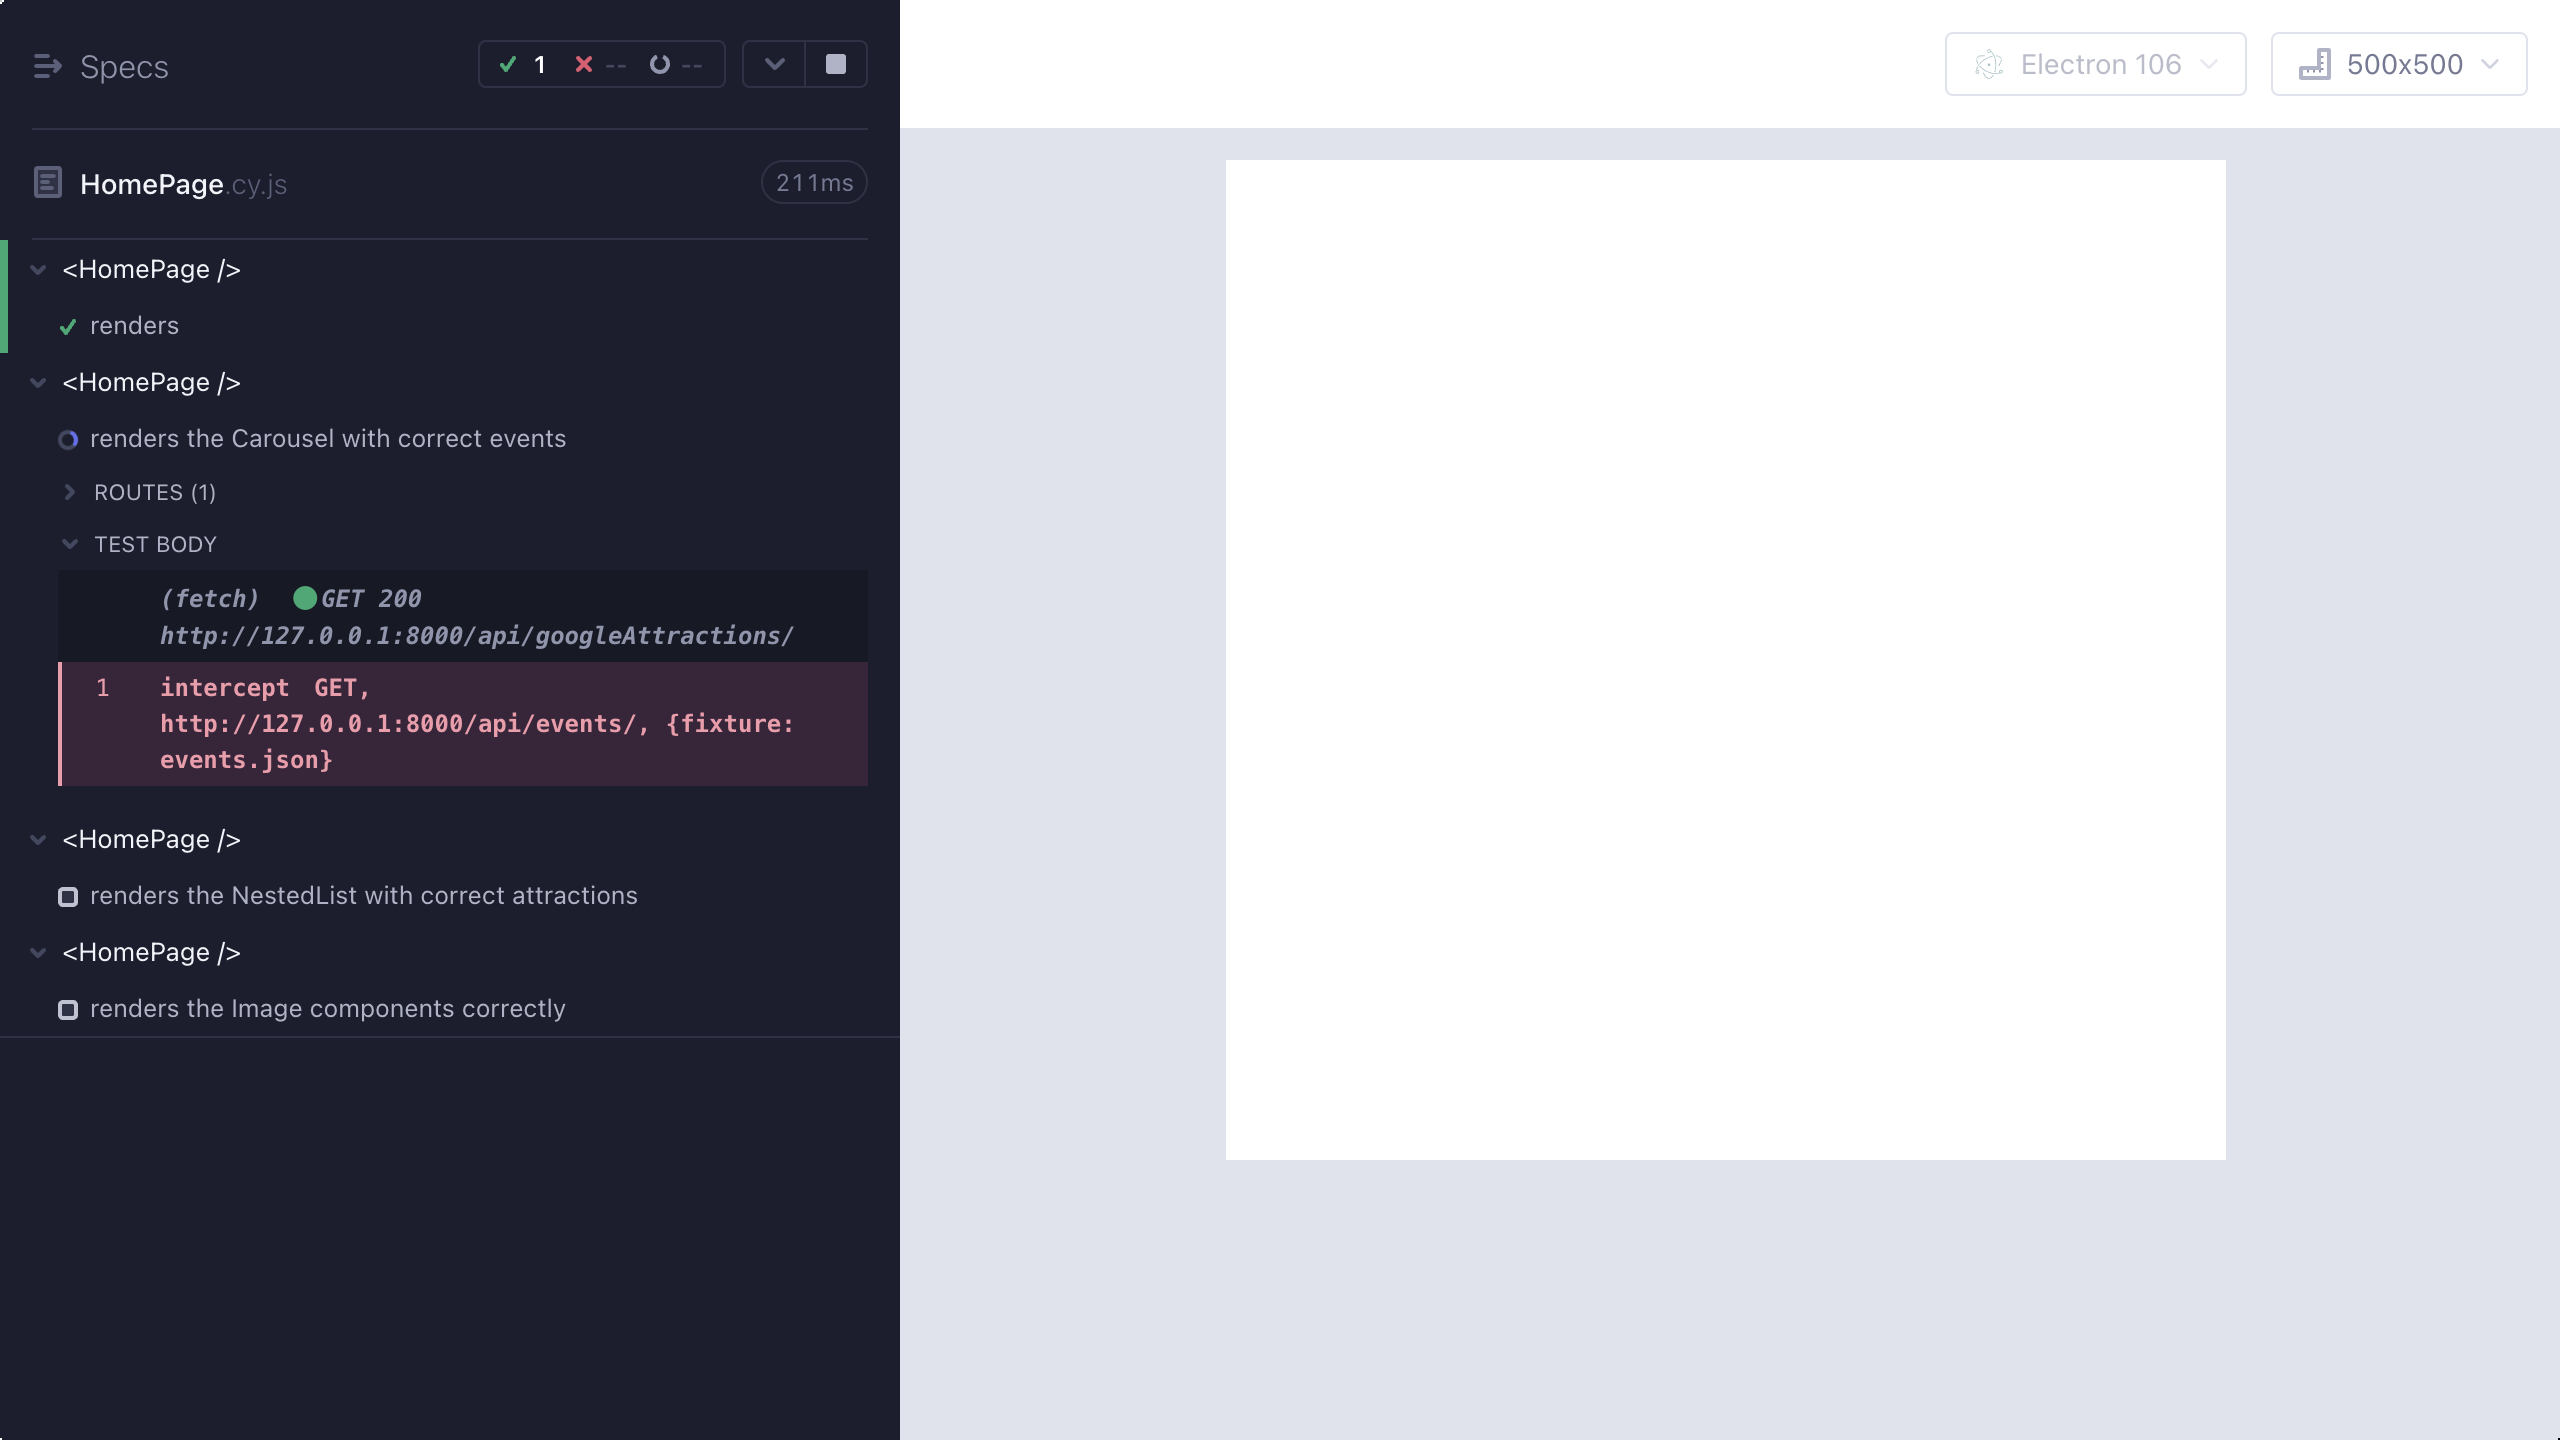 Specs
1 -- --
Electron 106
500x500
HomePage.cy.js
211ms
<HomePage />
renders
<HomePage />
renders the Carousel with correct events
ROUTES (1)
TEST BODY
(fetch) GET 200
http://127.0.0.1:8000/api/googleAttractions/
1 intercept GET,
http://127.0.0.1:8000/api/events/, {fixture:
events.json}
<HomePage />
renders the NestedList with correct attractions
<HomePage />
renders the Image components correctly